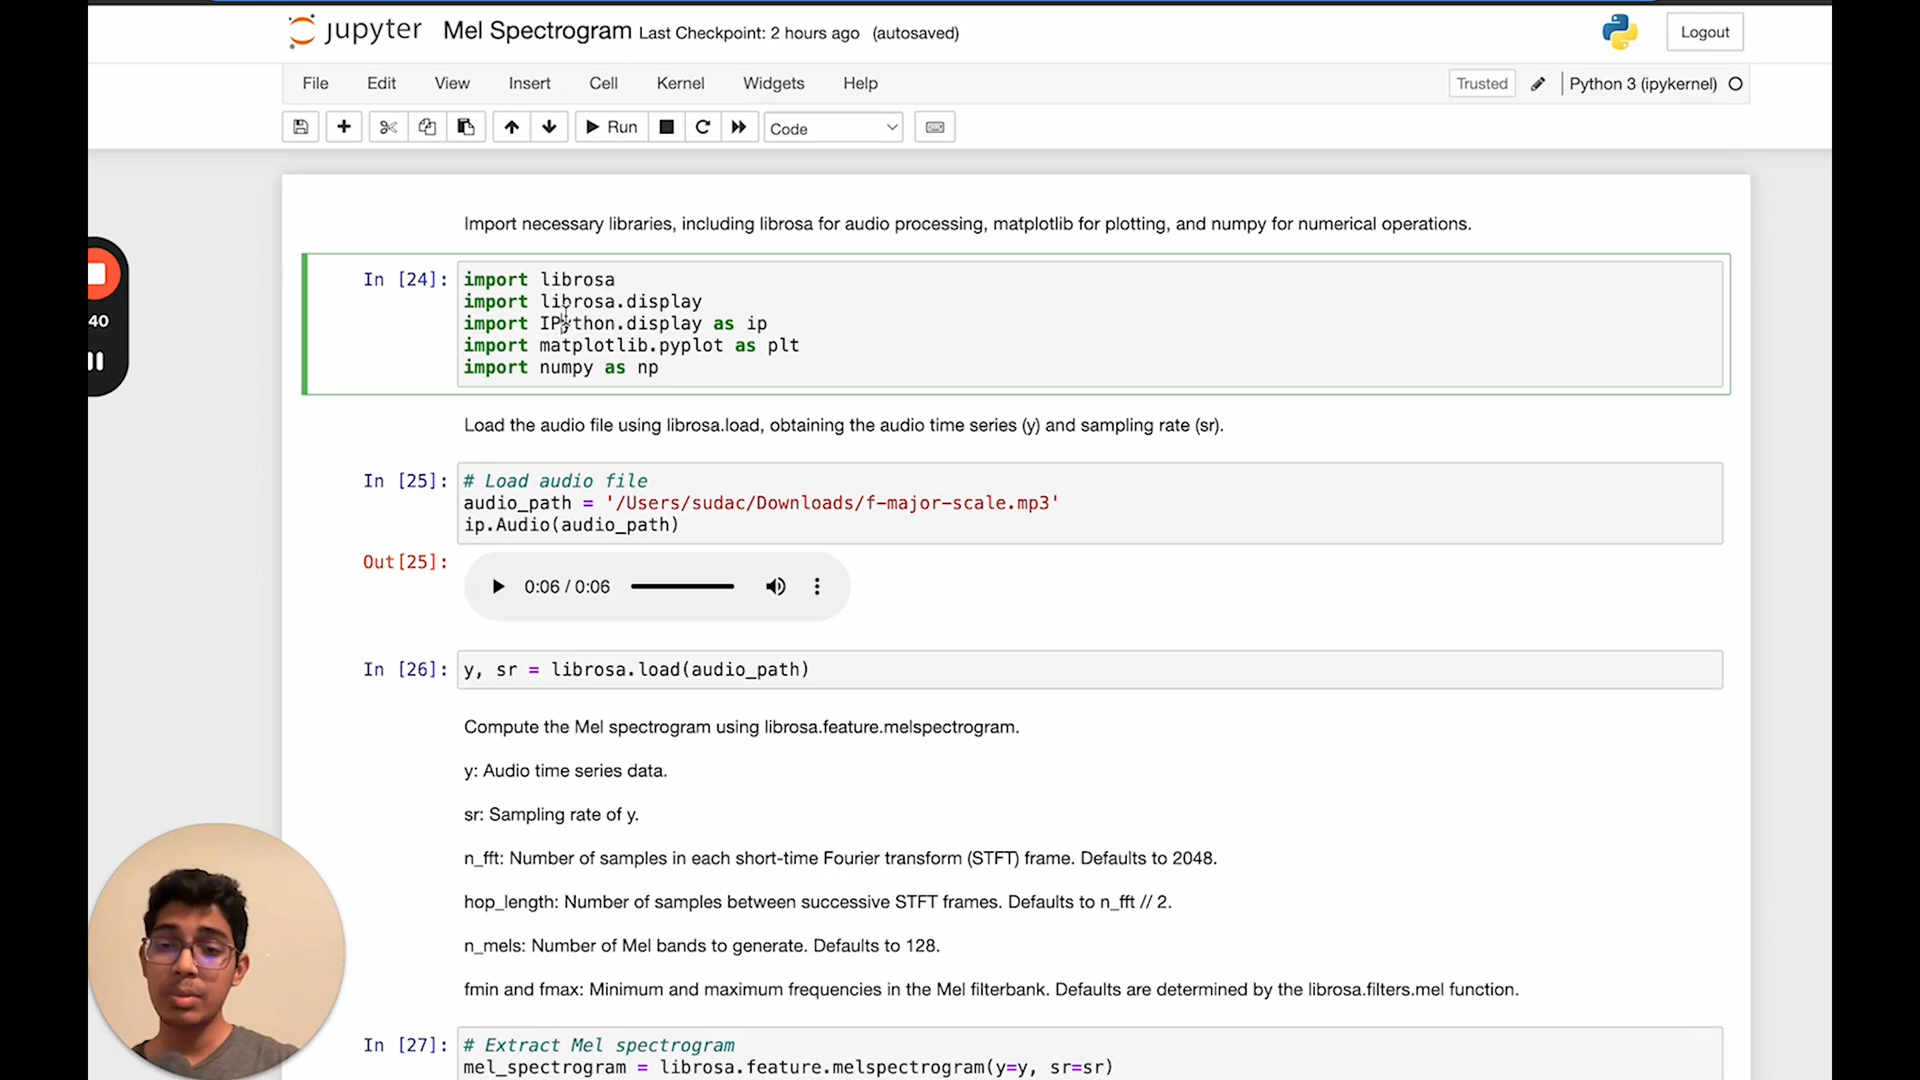 jupyter Mel Spectrogram Last Checkpoint: 2 hours ago (autosaved) Logout
File Edit View Insert Cell Kernel Widgets Help Trusted Python 3 (ipykernel)
Run Code
Import necessary libraries, including librosa for audio processing, matplotlib for plotting, and numpy for numerical operations.
In [24]: import librosa
import librosa.display
import IPython.display as ip
import matplotlib.pyplot as plt
import numpy as np
40
Load the audio file using librosa.load, obtaining the audio time series (y) and sampling rate (sr).
In [25]: # Load audio file
audio_path = '/Users/sudac/Downloads/f-major-scale.mp3'
ip.Audio(audio_path)
Out[25]: 0:06 / 0:06
In [26]: y, sr = librosa.load(audio_path)
Compute the Mel spectrogram using librosa.feature.melspectrogram.
y: Audio time series data.
sr: Sampling rate of y.
n_fft: Number of samples in each short-time Fourier transform (STFT) frame. Defaults to 2048.
hop_length: Number of samples between successive STFT frames. Defaults to n_fft // 2.
n_mels: Number of Mel bands to generate. Defaults to 128.
fmin and fmax: Minimum and maximum frequencies in the Mel filterbank. Defaults are determined by the librosa.filters.mel function.
In [27]: # Extract Mel spectrogram
mel_spectrogram = librosa.feature.melspectrogram(y=y, sr=sr)